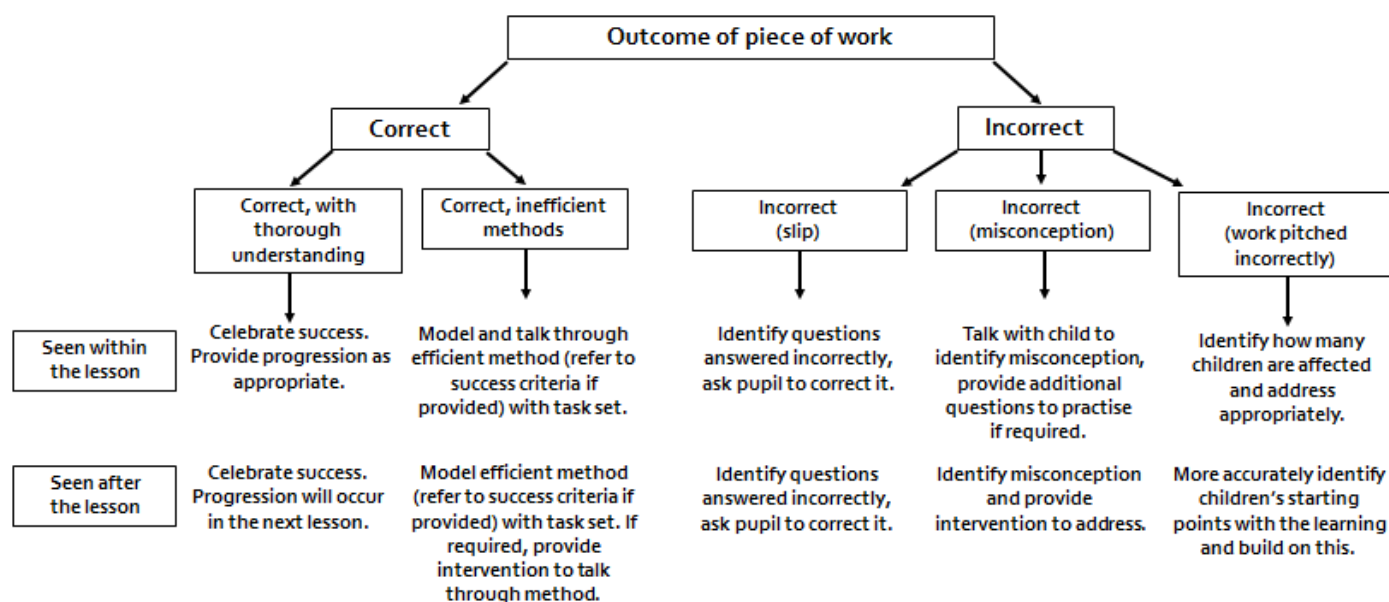 Outcome of piece of work
Correct
Incorrect
Correct, with
thorough
understanding
Correct, inefficient
methods
Incorrect
(slip)
Incorrect
(misconception)
Incorrect
(work pitched
incorrectly)
Seen within
the lesson
Celebrate success.
Provide progression as
appropriate.
Model and talk through
efficient method (refer to
success criteria if
provided) with task set.
Identify questions
answered incorrectly,
ask pupil to correct it.
Talk with child to
identify misconception,
provide additional
questions to practise
if required.
Identify how many
children are affected
and address
appropriately.
Seen after
the lesson
Celebrate success.
Progression will occur
in the next lesson.
Model efficient method
(refer to success criteria if
provided) with task set. If
required, provide
intervention to talk
through method.
Identify questions
answered incorrectly,
ask pupil to correct it.
Identify misconception
and provide
intervention to address.
More accurately identify
children's starting
points with the learning
and build on this.